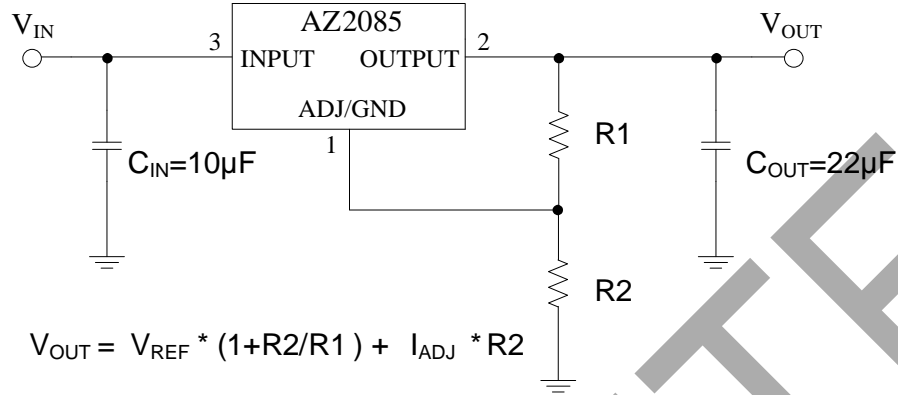 V_IN
AZ2085
V_OUT
3
INPUT
OUTPUT
2
ADJ/GND
1
R1
C_IN=10µF
C_OUT=22µF
R2
V_OUT = V_REF * (1+R2/R1 ) + I_ADJ * R2